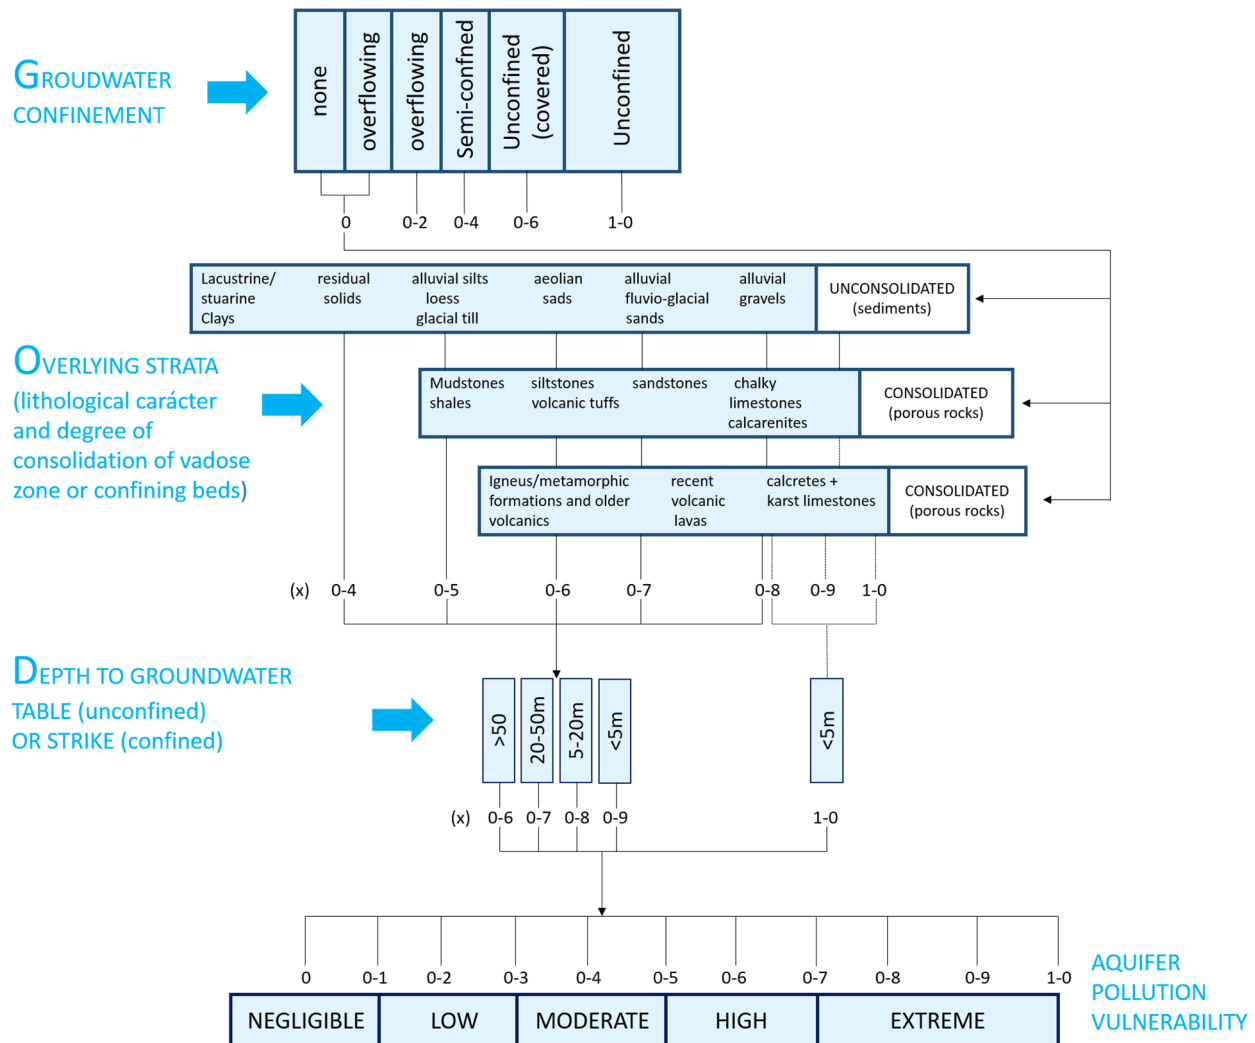 GROUDWATER
CONFINEMENT
none
overflowing
overflowing
Semi-confned
Unconfined
(covered)
Unconfined
0
0-2
0-4
0-6
1-0
Lacustrine/
stuarine
Clays
residual
solids
alluvial silts
loess
glacial till
aeolian
sads
alluvial
fluvio-glacial
sands
alluvial
gravels
UNCONSOLIDATED
(sediments)
OVERLYING STRATA
(lithological carácter
and degree of
consolidation of vadose
zone or confining beds)
Mudstones
shales
siltstones
volcanic tuffs
sandstones
chalky
limestones
calcarenites
CONSOLIDATED
(porous rocks)
Igneus/metamorphic
formations and older
volcanics
recent
volcanic
lavas
calcretes +
karst limestones
CONSOLIDATED
(porous rocks)
(x)
0-4
0-5
0-6
0-7
0-8
0-9
1-0
DEPTH TO GROUNDWATER
TABLE (unconfined)
OR STRIKE (confined)
>50
20-50m
5-20m
<5m
<5m
(x)
0-6
0-7
0-8
0-9
1-0
0
0-1
0-2
0-3
0-4
0-5
0-6
0-7
0-8
0-9
1-0
NEGLIGIBLE
LOW
MODERATE
HIGH
EXTREME
AQUIFER
POLLUTION
VULNERABILITY